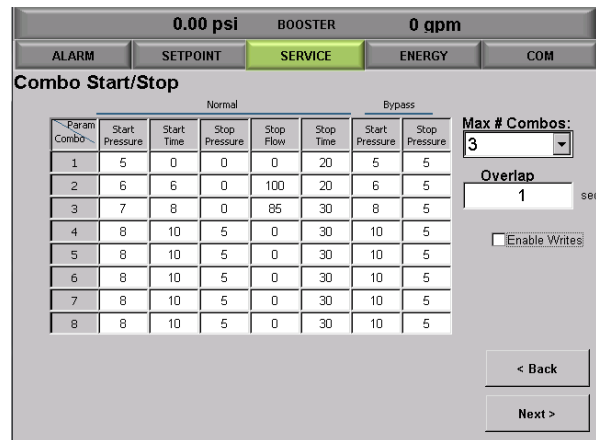 0.00 psi BOOSTER 0 gpm
ALARM SETPOINT SERVICE ENERGY COM
Combo Start/Stop
Normal Bypass
Param Combo Start Pressure Start Time Stop Pressure Stop Flow Stop Time Start Pressure Stop Pressure
1 5 0 0 0 20 5 5
2 6 6 0 100 20 6 5
3 7 8 0 85 30 8 5
4 8 10 5 0 30 10 5
5 8 10 5 0 30 10 5
6 8 10 5 0 30 10 5
7 8 10 5 0 30 10 5
8 8 10 5 0 30 10 5
Max # Combos:
3
Overlap
1 sec
Enable Writes
< Back
Next >